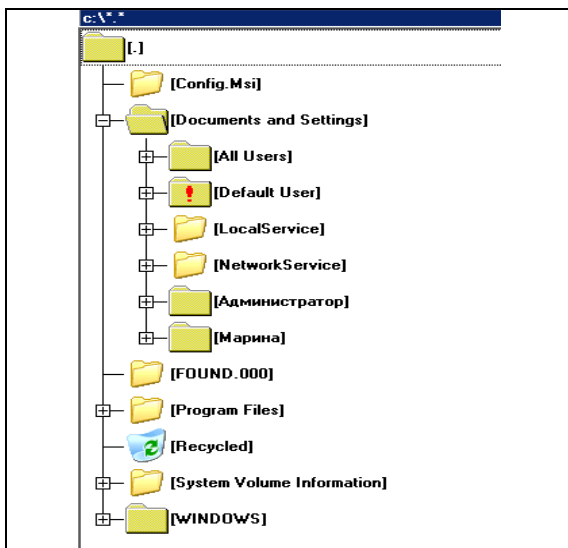 c:\*.*
[.]
[Config.Msi]
[Documents and Settings]
[All Users]
[Default User]
[LocalService]
[NetworkService]
[Администратор]
[Марина]
[FOUND.000]
[Program Files]
[Recycled]
[System Volume Information]
[WINDOWS]